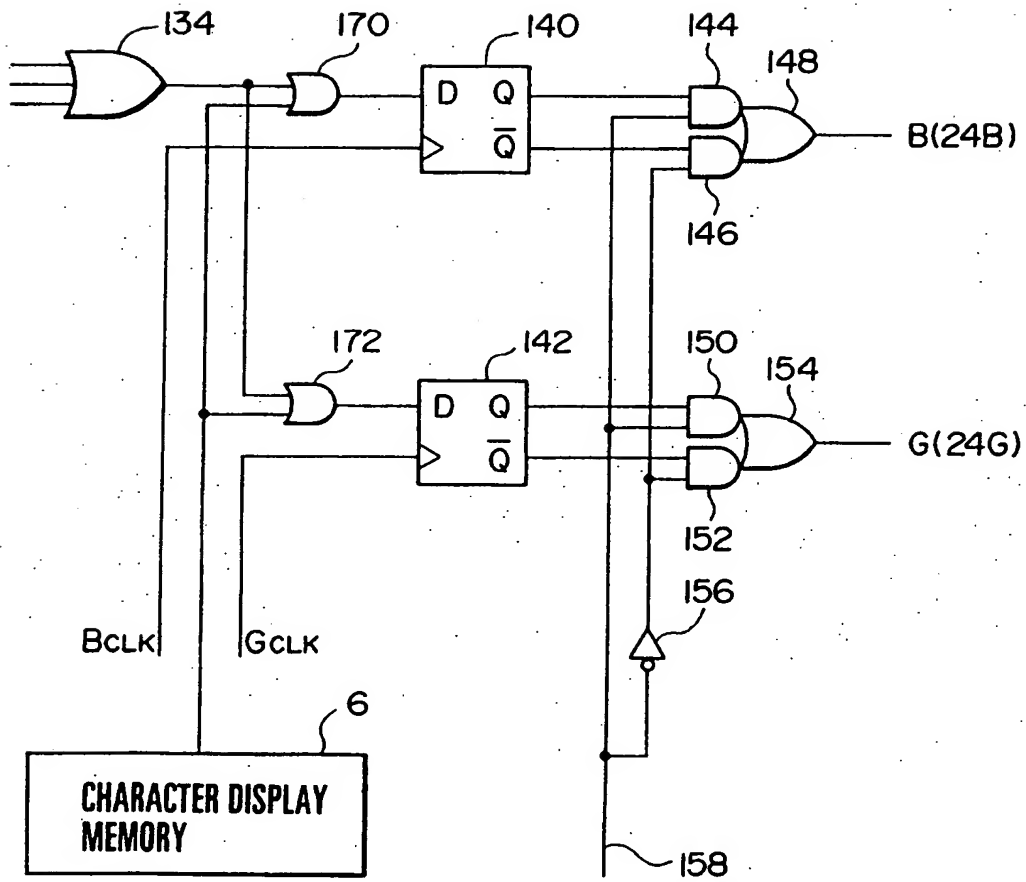 134
170
140
144
148
D Q
Q̅
B(24B)
146
172
142
150
154
D Q
Q̅
G(24G)
152
156
BCLK
GCLK
6
CHARACTER DISPLAY
MEMORY
158